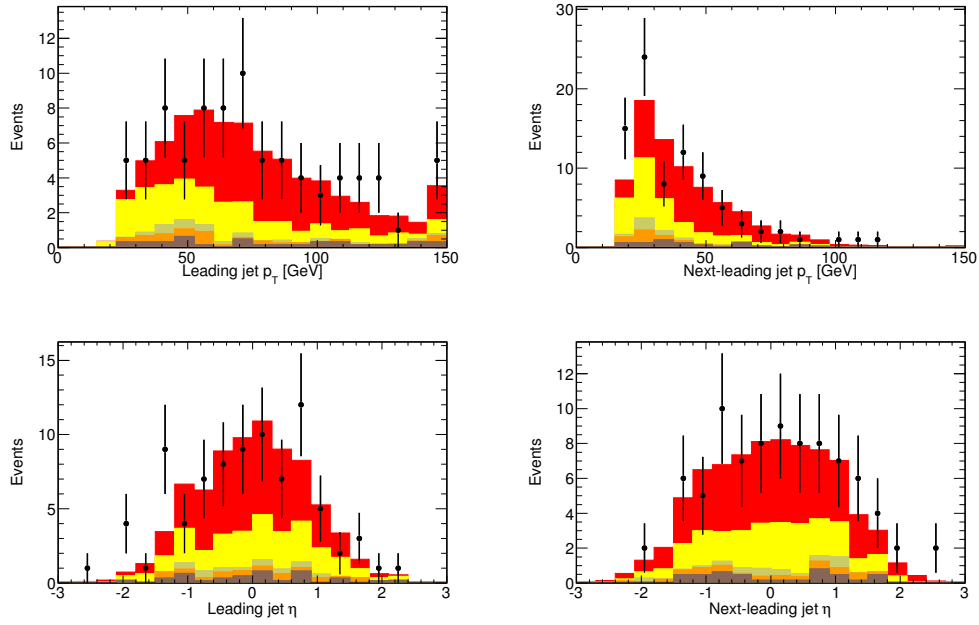 Events
12
10
8
6
4
2
0
0 50 100 150
Leading jet p_T [GeV]
Events
30
20
10
0
0 50 100 150
Next-leading jet p_T [GeV]
Events
15
10
5
0
-3 -2 -1 0 1 2 3
Leading jet η
Events
12
10
8
6
4
2
0
-3 -2 -1 0 1 2 3
Next-leading jet η